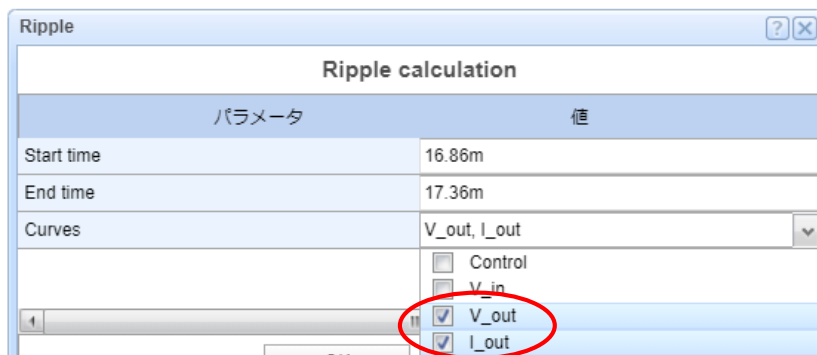 Ripple
Ripple calculation
パラメータ 値
Start time 16.86m
End time 17.36m
Curves V_out, I_out
Control
V_in
V_out
I_out